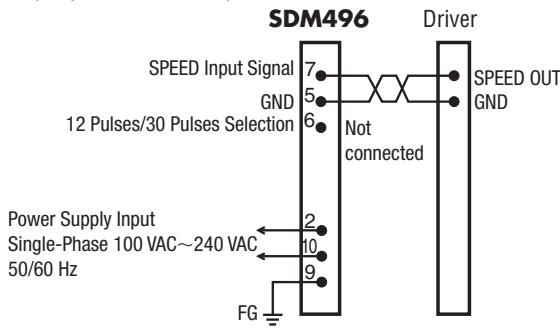 SDM496 Driver
SPEED Input Signal 7 SPEED OUT
GND 5 GND
12 Pulses/30 Pulses Selection 6 Not
connected
Power Supply Input 2
Single-Phase 100 VAC～240 VAC 10
50/60 Hz 9
FG